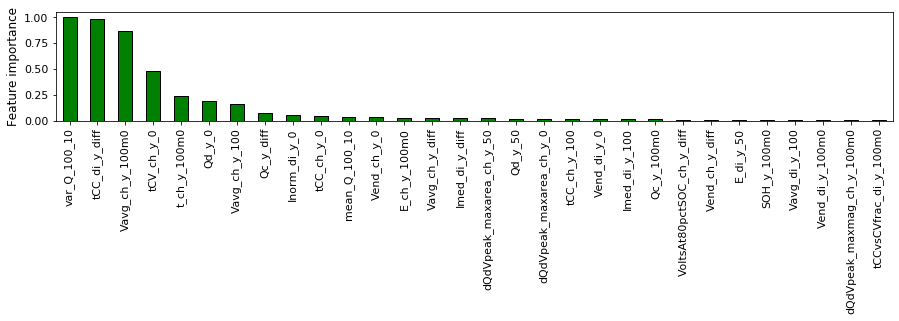 Feature importance
1.00
0.75
0.50
0.25
0.00
var_Q_100_10
tCC_di_y_diff
Vavg_ch_y_100m0
tCV_ch_y_0
t_ch_y_100m0
Qd_y_0
Vavg_ch_y_100
Qc_y_diff
Inorm_di_y_0
tCC_ch_y_0
mean_Q_100_10
Vend_ch_y_0
E_ch_y_100m0
Vavg_ch_y_diff
Imed_di_y_diff
dQdVpeak_maxarea_ch_y_50
Qd_y_50
dQdVpeak_maxarea_ch_y_0
tCC_ch_y_100
Vend_di_y_0
Imed_di_y_100
Qc_y_100m0
VoltsAt80pctSOC_ch_y_diff
Vend_ch_y_diff
E_di_y_50
SOH_y_100m0
Vavg_di_y_100
Vend_di_y_100m0
dQdVpeak_maxmag_ch_y_100m0
tCCvsCVfrac_di_y_100m0